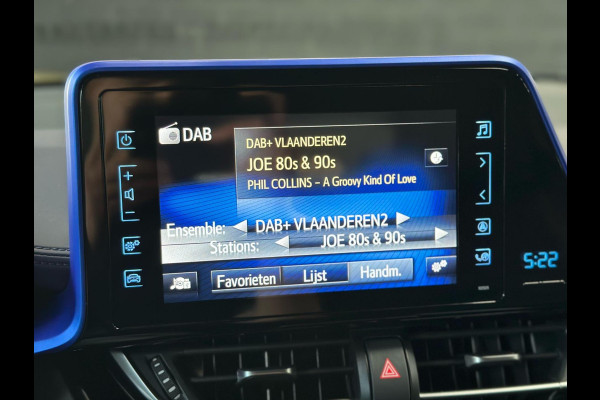 DAB
DAB+ VLAANDEREN2
JOE 80s & 90s
PHIL COLLINS – A Groovy Kind Of Love
Ensemble: DAB+ VLAANDEREN2
Stations: JOE 80s & 90s
Favorieten Lijst Handm.
5:22